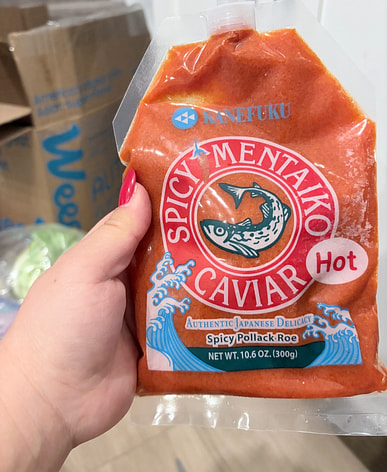 KANEFUKU
SPICY MENTAIKO
CAVIAR
Hot
AUTHENTIC JAPANESE DELICACY
Spicy Pollack Roe
NET WT. 10.6 OZ. (300g)